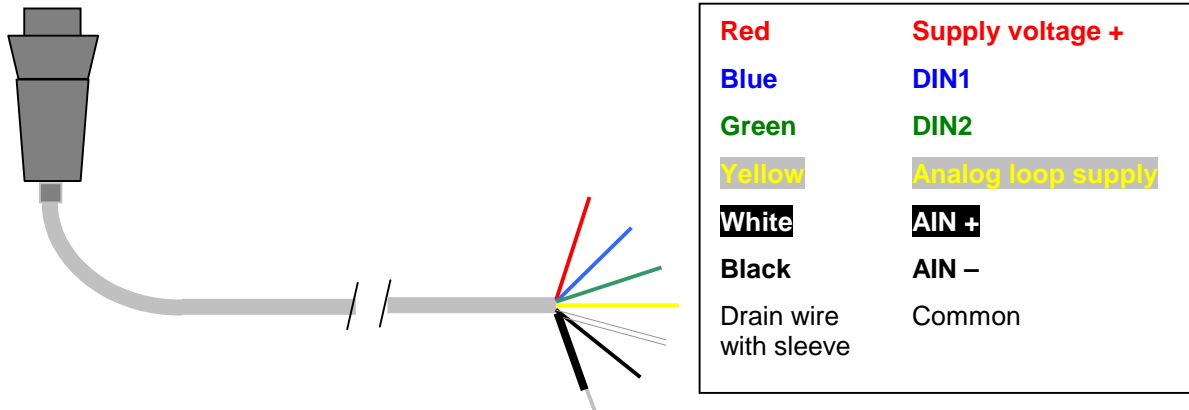 Red Supply voltage +
Blue DIN1
Green DIN2
Yellow Analog loop supply
White AIN +
Black AIN –
Drain wire Common
with sleeve